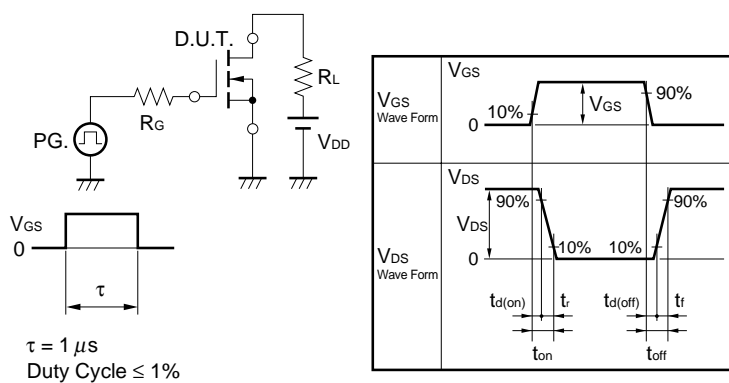 D.U.T.
RL
RG
PG.
VDD
VGS
0
τ
τ = 1 μs
Duty Cycle ≤ 1%
VGS
Wave Form
VGS
10%
VGS
90%
0
VDS
Wave Form
VDS
90%
VDS
10%
10%
90%
0
td(on)
tr
td(off)
tf
ton
toff